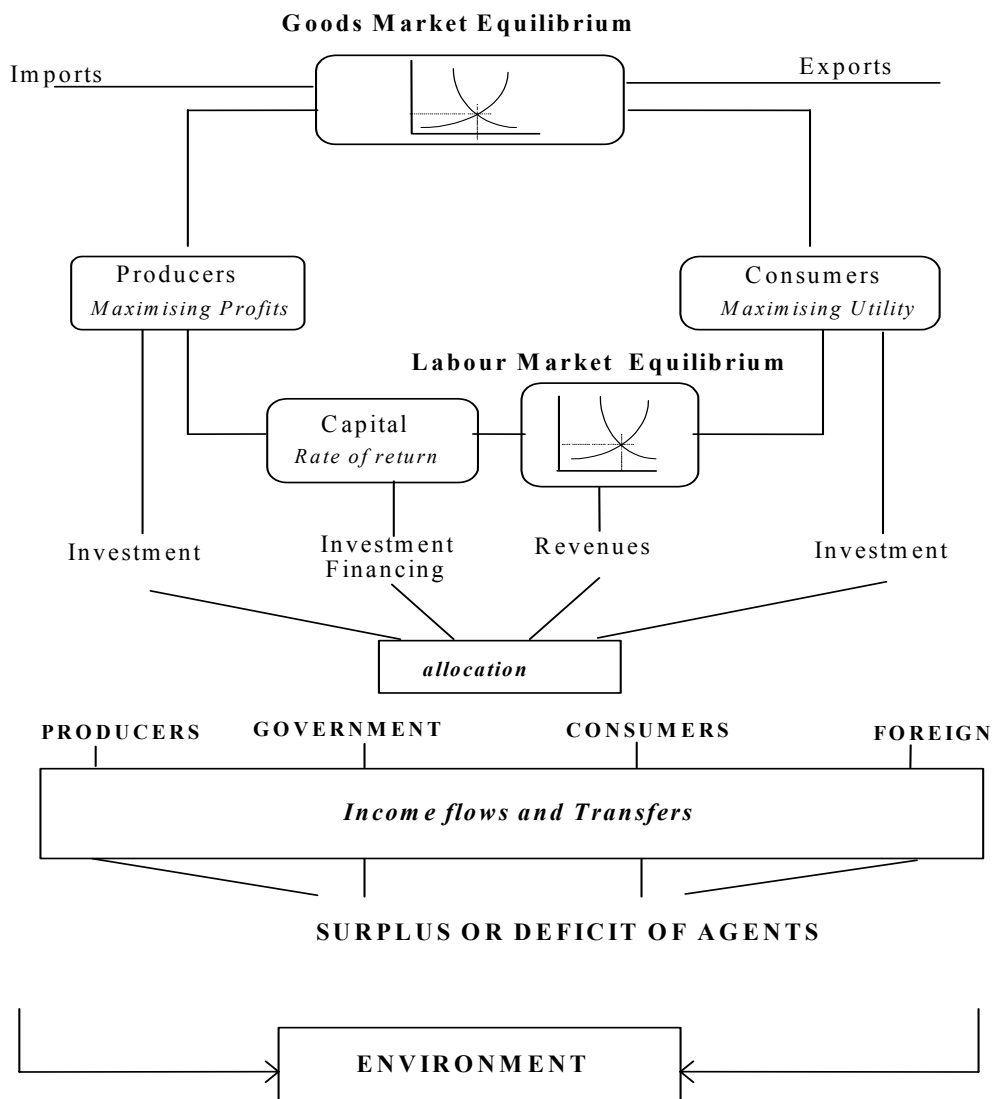 Goods Market Equilibrium
Imports
Exports
Producers
Maximising Profits
Consumers
Maximising Utility
Labour Market Equilibrium
Capital
Rate of return
Investment
Investment
Financing
Revenues
Investment
allocation
PRODUCERS
GOVERNMENT
CONSUMERS
FOREIGN
Income flows and Transfers
SURPLUS OR DEFICIT OF AGENTS
ENVIRONMENT